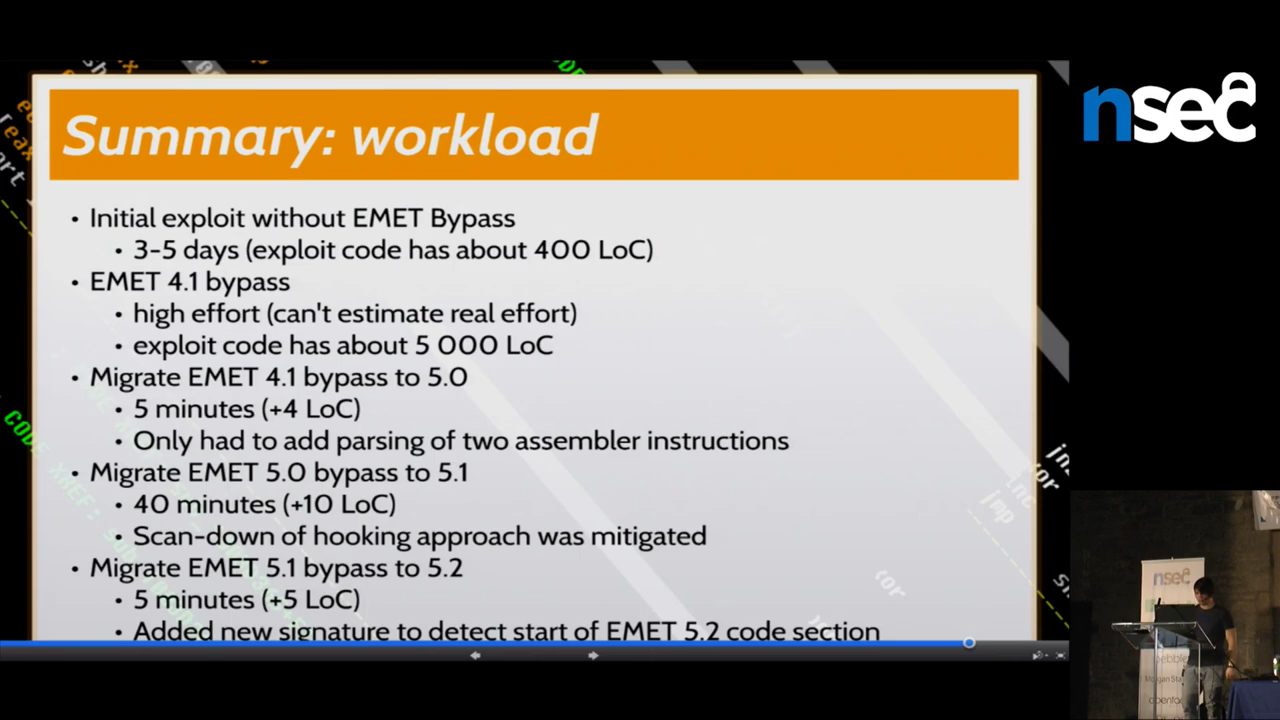 Summary: workload
nsec
• Initial exploit without EMET Bypass
• 3-5 days (exploit code has about 400 LoC)
• EMET 4.1 bypass
• high effort (can't estimate real effort)
• exploit code has about 5 000 LoC
• Migrate EMET 4.1 bypass to 5.0
• 5 minutes (+4 LoC)
• Only had to add parsing of two assembler instructions
• Migrate EMET 5.0 bypass to 5.1
• 40 minutes (+10 LoC)
• Scan-down of hooking approach was mitigated
• Migrate EMET 5.1 bypass to 5.2
• 5 minutes (+5 LoC)
• Added new signature to detect start of EMET 5.2 code section
nsec